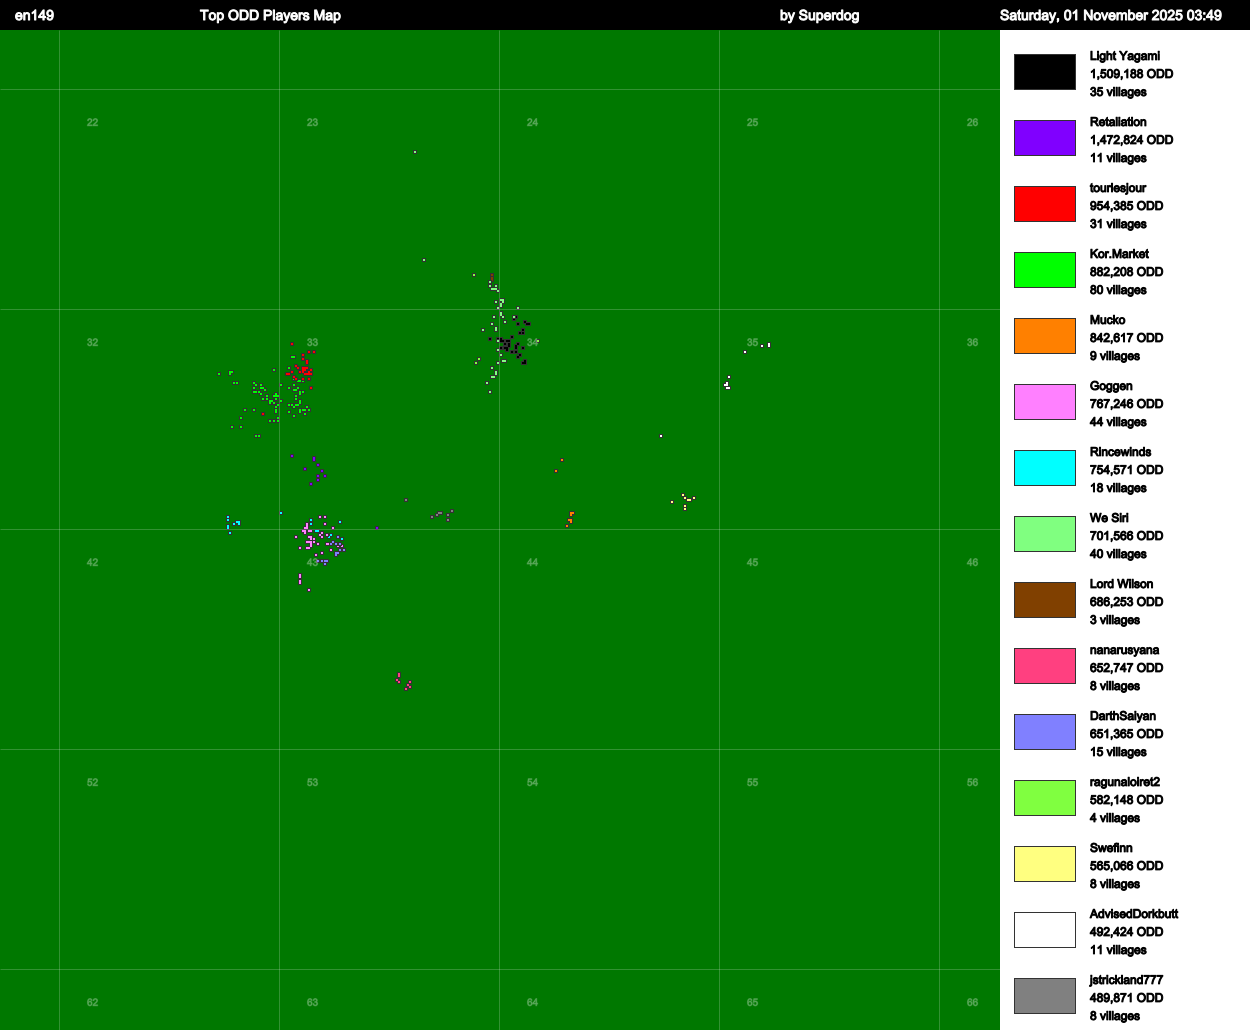 en149 Top ODD Players Map by Superdog Saturday, 01 November 2025 03:49
Light Yagami
1,509,188 ODD
35 villages
Retaliation
1,472,824 ODD
11 villages
tourlesjour
954,385 ODD
31 villages
Kor.Market
882,208 ODD
80 villages
Mucko
842,617 ODD
9 villages
Goggen
767,246 ODD
44 villages
Rincewinds
754,571 ODD
18 villages
We Siri
701,566 ODD
40 villages
Lord Wilson
686,253 ODD
3 villages
nanarusyana
652,747 ODD
8 villages
DarthSaiyan
651,365 ODD
15 villages
ragunaloiret2
582,148 ODD
4 villages
Swefinn
565,066 ODD
8 villages
AdvisedDorkbutt
492,424 ODD
11 villages
jstrickland777
489,871 ODD
8 villages
22 23 24 25 26
32 33 34 35 36
42 43 44 45 46
52 53 54 55 56
62 63 64 65 66